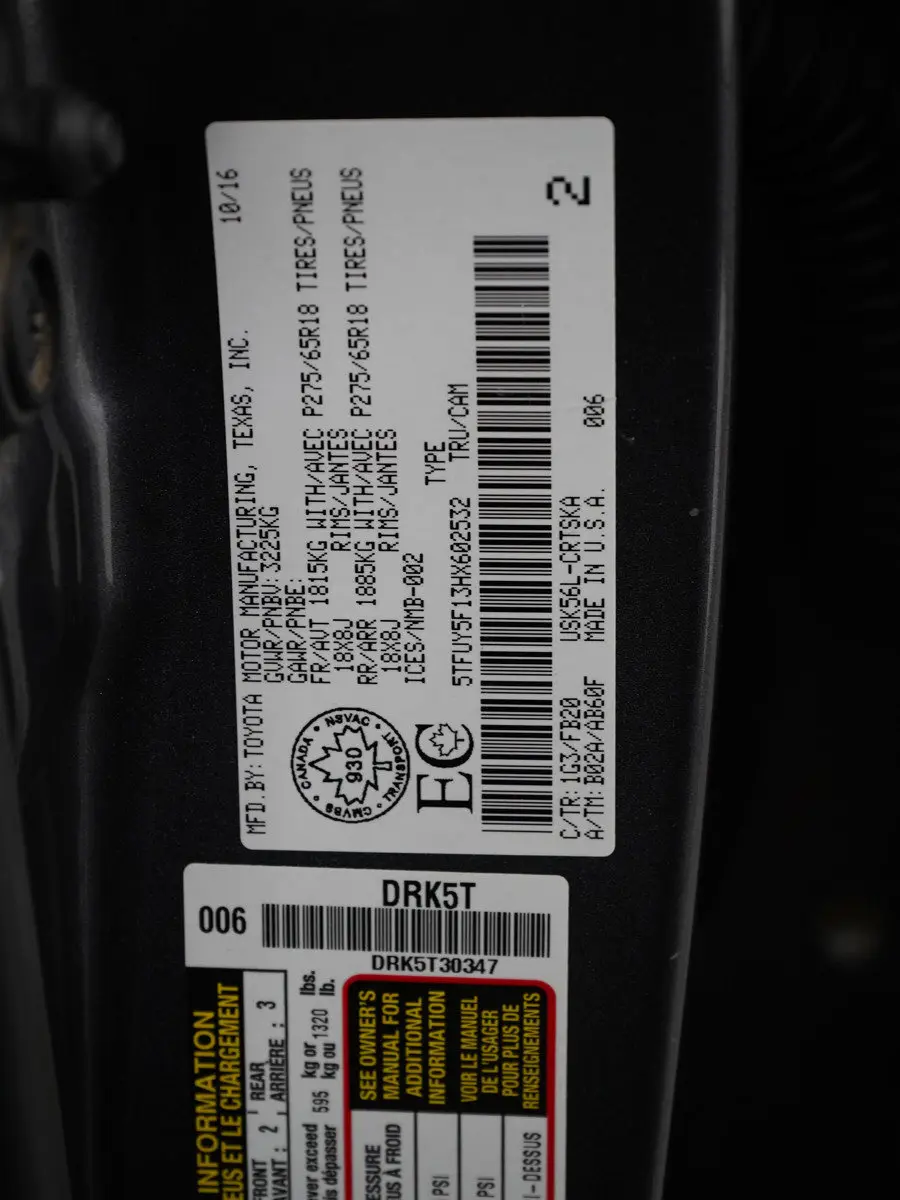 MFD.BY:TOYOTA MOTOR MANUFACTURING, TEXAS, INC. 10/16
GVWR/PNBV: 3225KG
GAWR/PNBE:
FR/AVT 1815KG WITH/AVEC P275/65R18 TIRES/PNEUS
18X8J RIMS/JANTES
RR/ARR 1885KG WITH/AVEC P275/65R18 TIRES/PNEUS
18X8J RIMS/JANTES
ICES/NMB-002
CANADA • NSVAC • TRANSPORT • CMVSS •
930
EC
TYPE
5TFUY5F13HX602532 TRU/CAM
2
C/TR: 1G3/FB20 USK56L-CRTSKA 006
A/TM: B02A/AB60F MADE IN U.S.A.
DRK5T
006
DRK5T30347
INFORMATION
EUS ET LE CHARGEMENT
FRONT 2 REAR 3
AVANT : 2 ARRIÈRE : 3
ver exceed 595 kg or 1320 lbs.
is dépasser kg ou lb.
SEE OWNER'S
MANUAL FOR
ADDITIONAL
INFORMATION
VOIR LE MANUEL
DE L'USAGER
POUR PLUS DE
RENSEIGNEMENTS
ESSURE
US À FROID
PSI
PSI
I-DESSUS